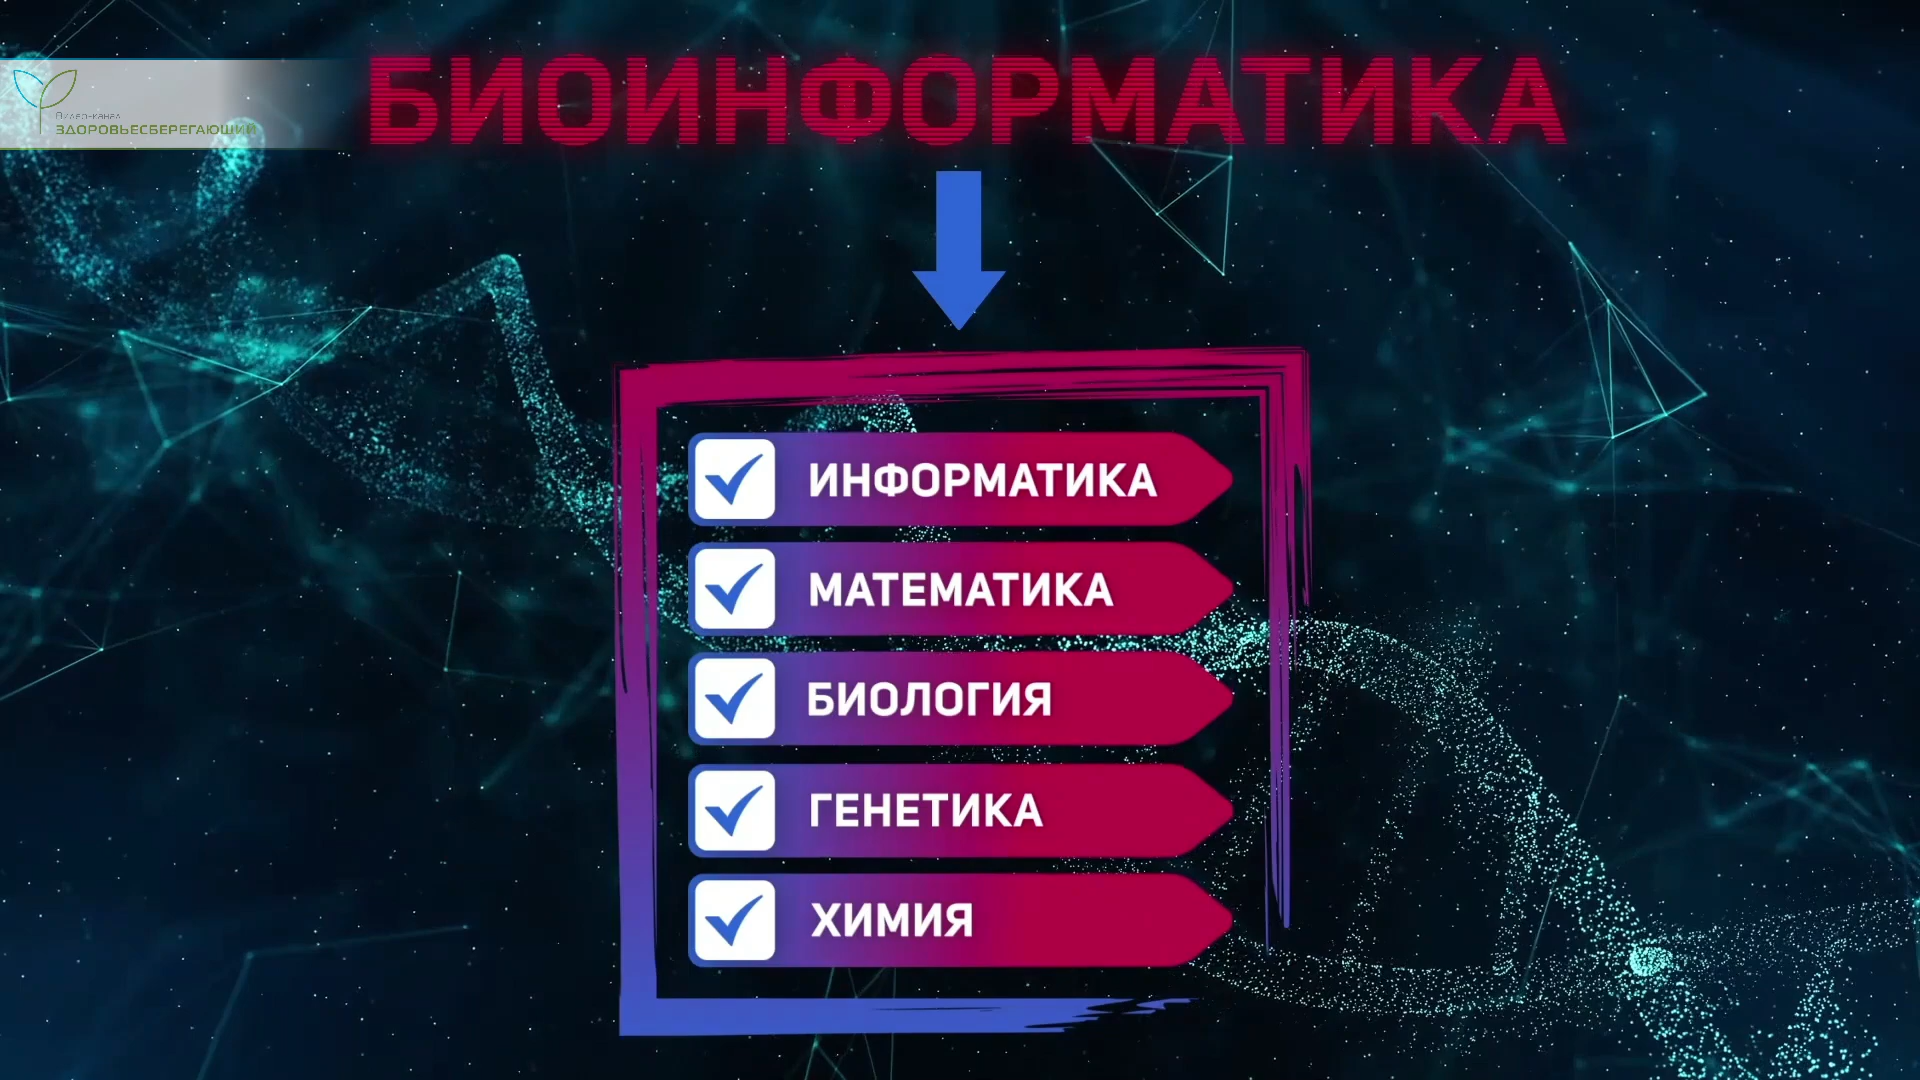 БИОИНФОРМАТИКА
Видео-канал
ЗДОРОВЬЕСБЕРЕГАЮЩИЙ
ИНФОРМАТИКА
МАТЕМАТИКА
БИОЛОГИЯ
ГЕНЕТИКА
ХИМИЯ